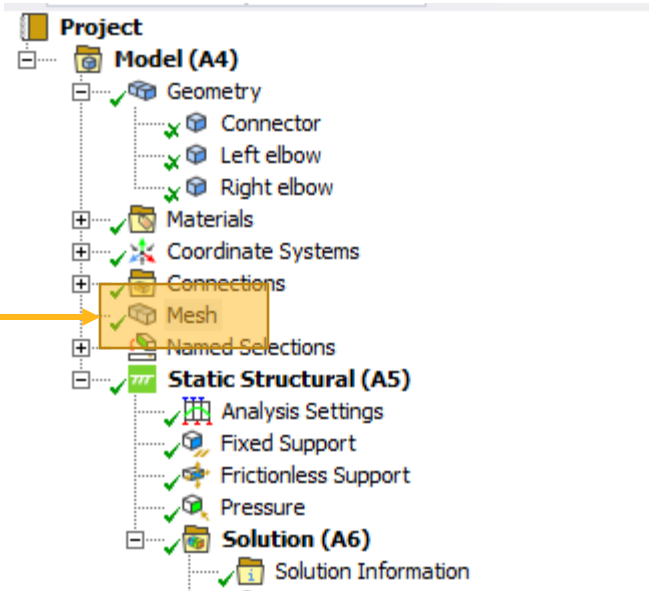 Project
Model (A4)
Geometry
Connector
Left elbow
Right elbow
Materials
Coordinate Systems
Connections
Mesh
Named Selections
Static Structural (A5)
Analysis Settings
Fixed Support
Frictionless Support
Pressure
Solution (A6)
Solution Information